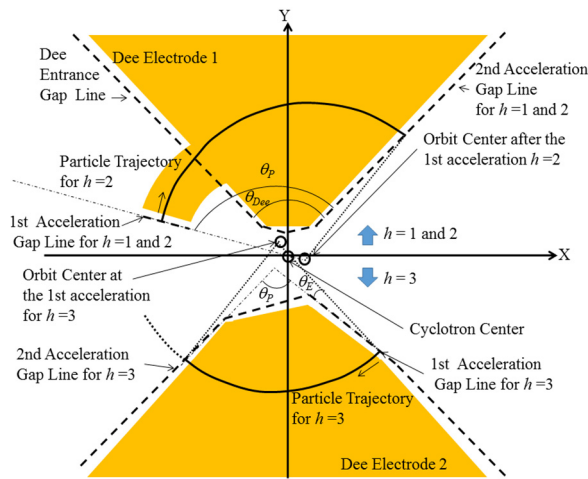 Y
Dee
Entrance
Gap Line
Dee Electrode 1
2nd Acceleration
Gap Line
for h=1 and 2
Orbit Center after the
1st acceleration h=2
Particle Trajectory
for h=2
θP
θDee
1st Acceleration
Gap Line for h=1 and 2
h = 1 and 2
X
Orbit Center at
the 1st acceleration
for h=3
h = 3
θP
θE
Cyclotron Center
2nd Acceleration
Gap Line for h=3
1st Acceleration
Gap Line for h=3
Particle Trajectory
for h=3
Dee Electrode 2